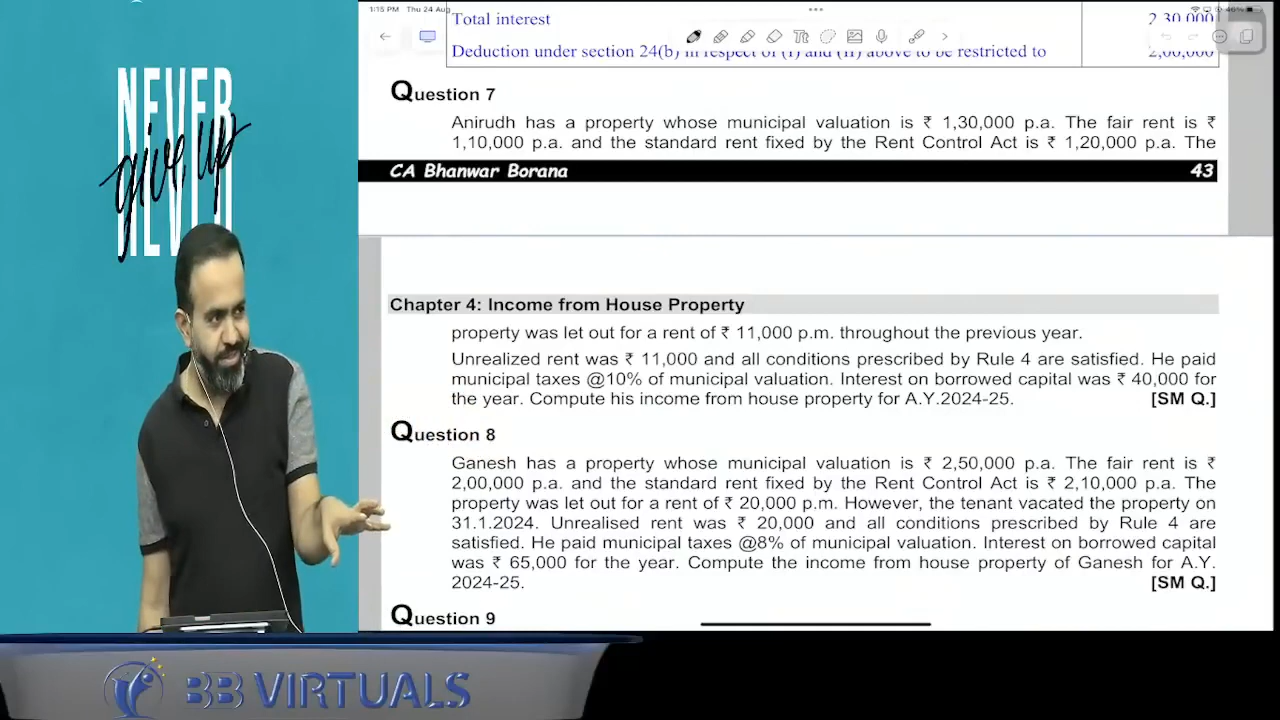 1:15 PM Thu 24 Aug
46%
Total interest 2,30,000
Deduction under section 24(b) in respect of (I) and (II) above to be restricted to 2,00,000
Question 7
Anirudh has a property whose municipal valuation is ₹ 1,30,000 p.a. The fair rent is ₹
1,10,000 p.a. and the standard rent fixed by the Rent Control Act is ₹ 1,20,000 p.a. The
CA Bhanwar Borana 43
Chapter 4: Income from House Property
property was let out for a rent of ₹ 11,000 p.m. throughout the previous year.
Unrealized rent was ₹ 11,000 and all conditions prescribed by Rule 4 are satisfied. He paid
municipal taxes @10% of municipal valuation. Interest on borrowed capital was ₹ 40,000 for
the year. Compute his income from house property for A.Y.2024-25. [SM Q.]
Question 8
Ganesh has a property whose municipal valuation is ₹ 2,50,000 p.a. The fair rent is ₹
2,00,000 p.a. and the standard rent fixed by the Rent Control Act is ₹ 2,10,000 p.a. The
property was let out for a rent of ₹ 20,000 p.m. However, the tenant vacated the property on
31.1.2024. Unrealised rent was ₹ 20,000 and all conditions prescribed by Rule 4 are
satisfied. He paid municipal taxes @8% of municipal valuation. Interest on borrowed capital
was ₹ 65,000 for the year. Compute the income from house property of Ganesh for A.Y.
2024-25. [SM Q.]
Question 9
NEVER
give up
NEVER
BB VIRTUALS